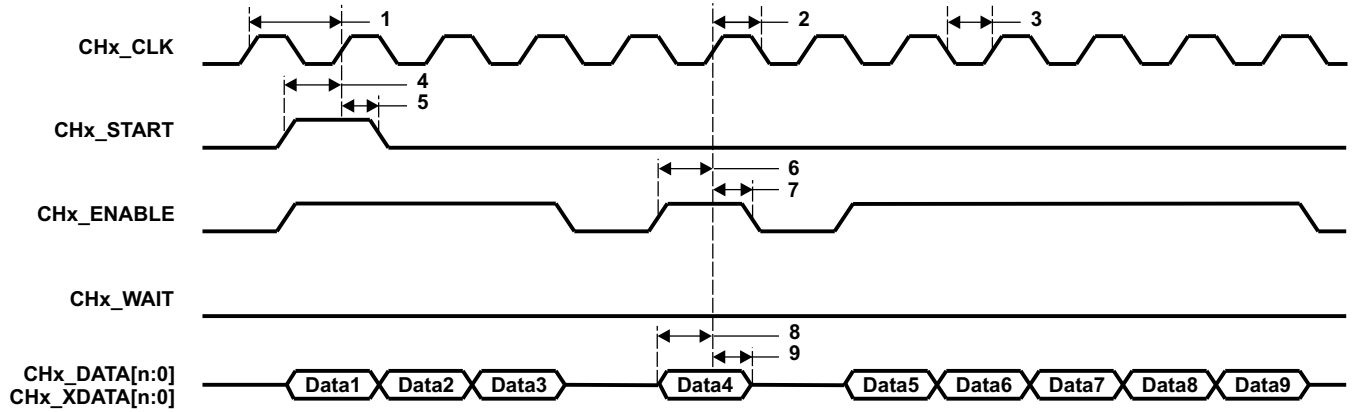 1
2
3
CHx_CLK
4
5
CHx_START
6
7
CHx_ENABLE
CHx_WAIT
8
9
CHx_DATA[n:0]
CHx_XDATA[n:0]
Data1 Data2 Data3 Data4 Data5 Data6 Data7 Data8 Data9